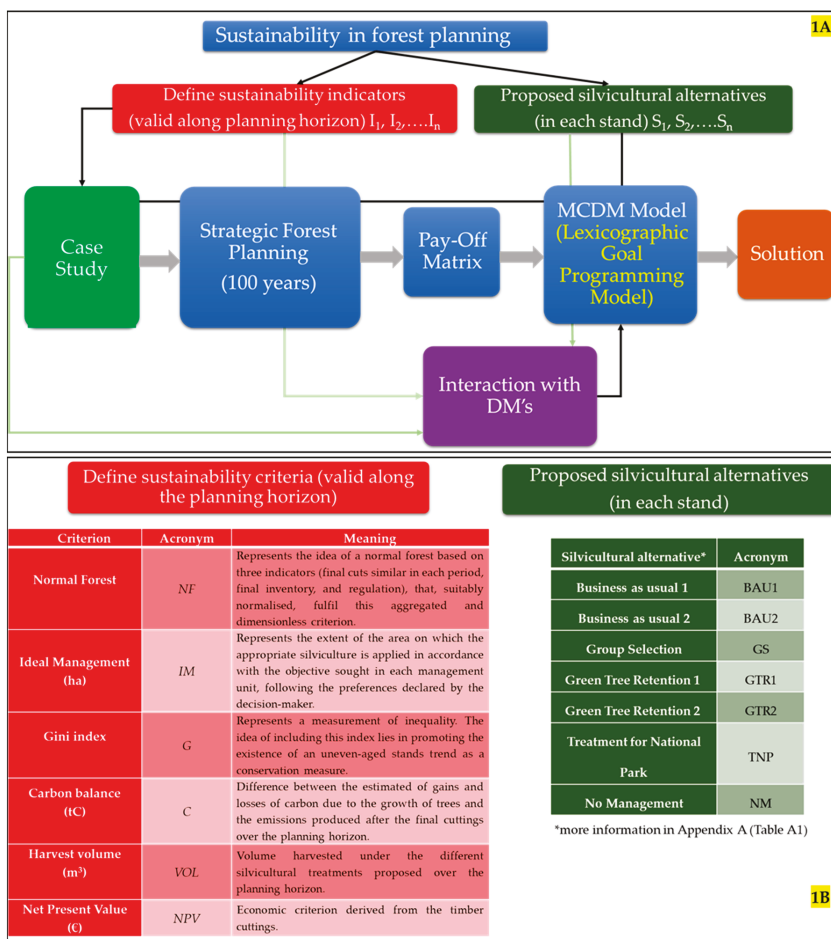 Sustainability in forest planning
1A
Define sustainability indicators
(valid along planning horizon) I₁, I₂,….Iₙ
Proposed silvicultural alternatives
(in each stand) S₁, S₂,….Sₙ
Case
Study
Strategic Forest
Planning
(100 years)
Pay-Off
Matrix
MCDM Model
(Lexicographic
Goal
Programming
Model)
Solution
Interaction with
DM's
Define sustainability criteria (valid along
the planning horizon)
Proposed silvicultural alternatives
(in each stand)
Criterion Acronym Meaning
Normal Forest
NF
Represents the idea of a normal forest based on
three indicators (final cuts similar in each period,
final inventory, and regulation), that, suitably
normalised, fulfil this aggregated and
dimensionless criterion.
Ideal Management
(ha)
IM
Represents the extent of the area on which the
appropriate silviculture is applied in accordance
with the objective sought in each management
unit, following the preferences declared by the
decision-maker.
Gini index
G
Represents a measurement of inequality. The
idea of including this index lies in promoting the
existence of an uneven-aged stands trend as a
conservation measure.
Carbon balance
(tC)
C
Difference between the estimated of gains and
losses of carbon due to the growth of trees and
the emissions produced after the final cuttings
over the planning horizon.
Harvest volume
(m³)
VOL
Volume harvested under the different
silvicultural treatments proposed over the
planning horizon.
Net Present Value
(€)
NPV
Economic criterion derived from the timber
cuttings.
Silvicultural alternative* Acronym
Business as usual 1 BAU1
Business as usual 2 BAU2
Group Selection GS
Green Tree Retention 1 GTR1
Green Tree Retention 2 GTR2
Treatment for National
Park
TNP
No Management NM
*more information in Appendix A (Table A1)
1B